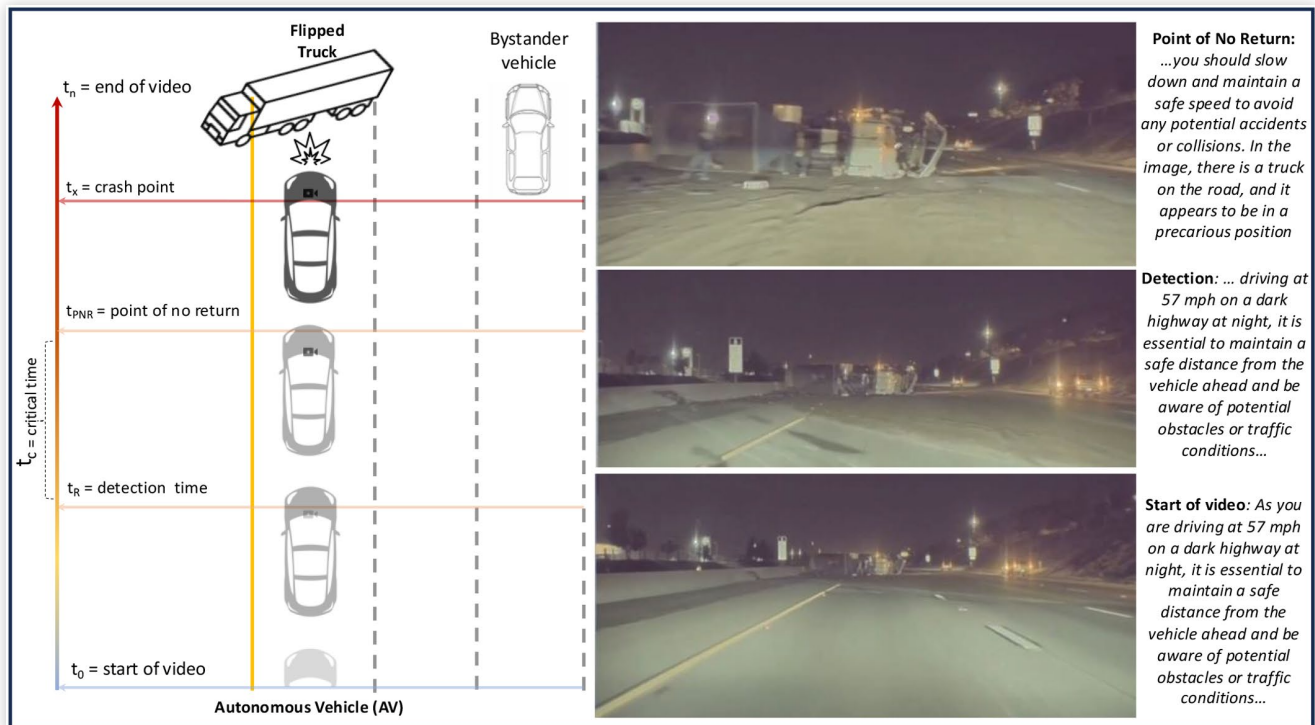 Flipped
Truck
Bystander
vehicle
tn = end of video
tx = crash point
tPNR = point of no return
tC = critical time
tR = detection time
t0 = start of video
Autonomous Vehicle (AV)
Point of No Return:
…you should slow
down and maintain a
safe speed to avoid
any potential accidents
or collisions. In the
image, there is a truck
on the road, and it
appears to be in a
precarious position
Detection: … driving at
57 mph on a dark
highway at night, it is
essential to maintain a
safe distance from the
vehicle ahead and be
aware of potential
obstacles or traffic
conditions…
Start of video: As you
are driving at 57 mph
on a dark highway at
night, it is essential to
maintain a safe
distance from the
vehicle ahead and be
aware of potential
obstacles or traffic
conditions…